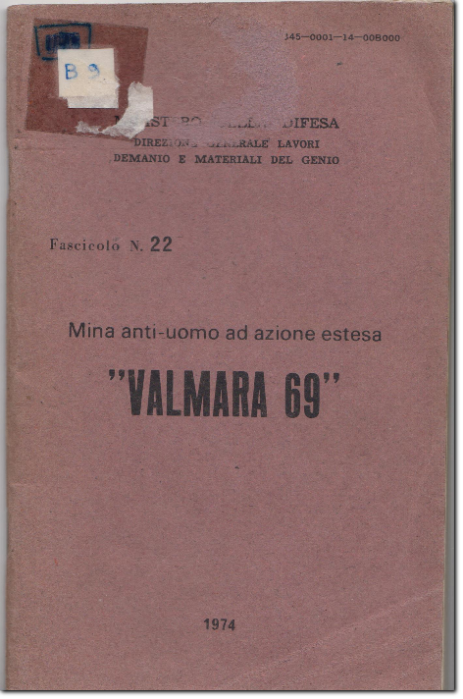 J45-0001-14-00B000
B 9
DIFESA
DIREZIONE GENERALE LAVORI
DEMANIO E MATERIALI DEL GENIO
Fascicolo N. 22
Mina anti-uomo ad azione estesa
"VALMARA 69"
1974